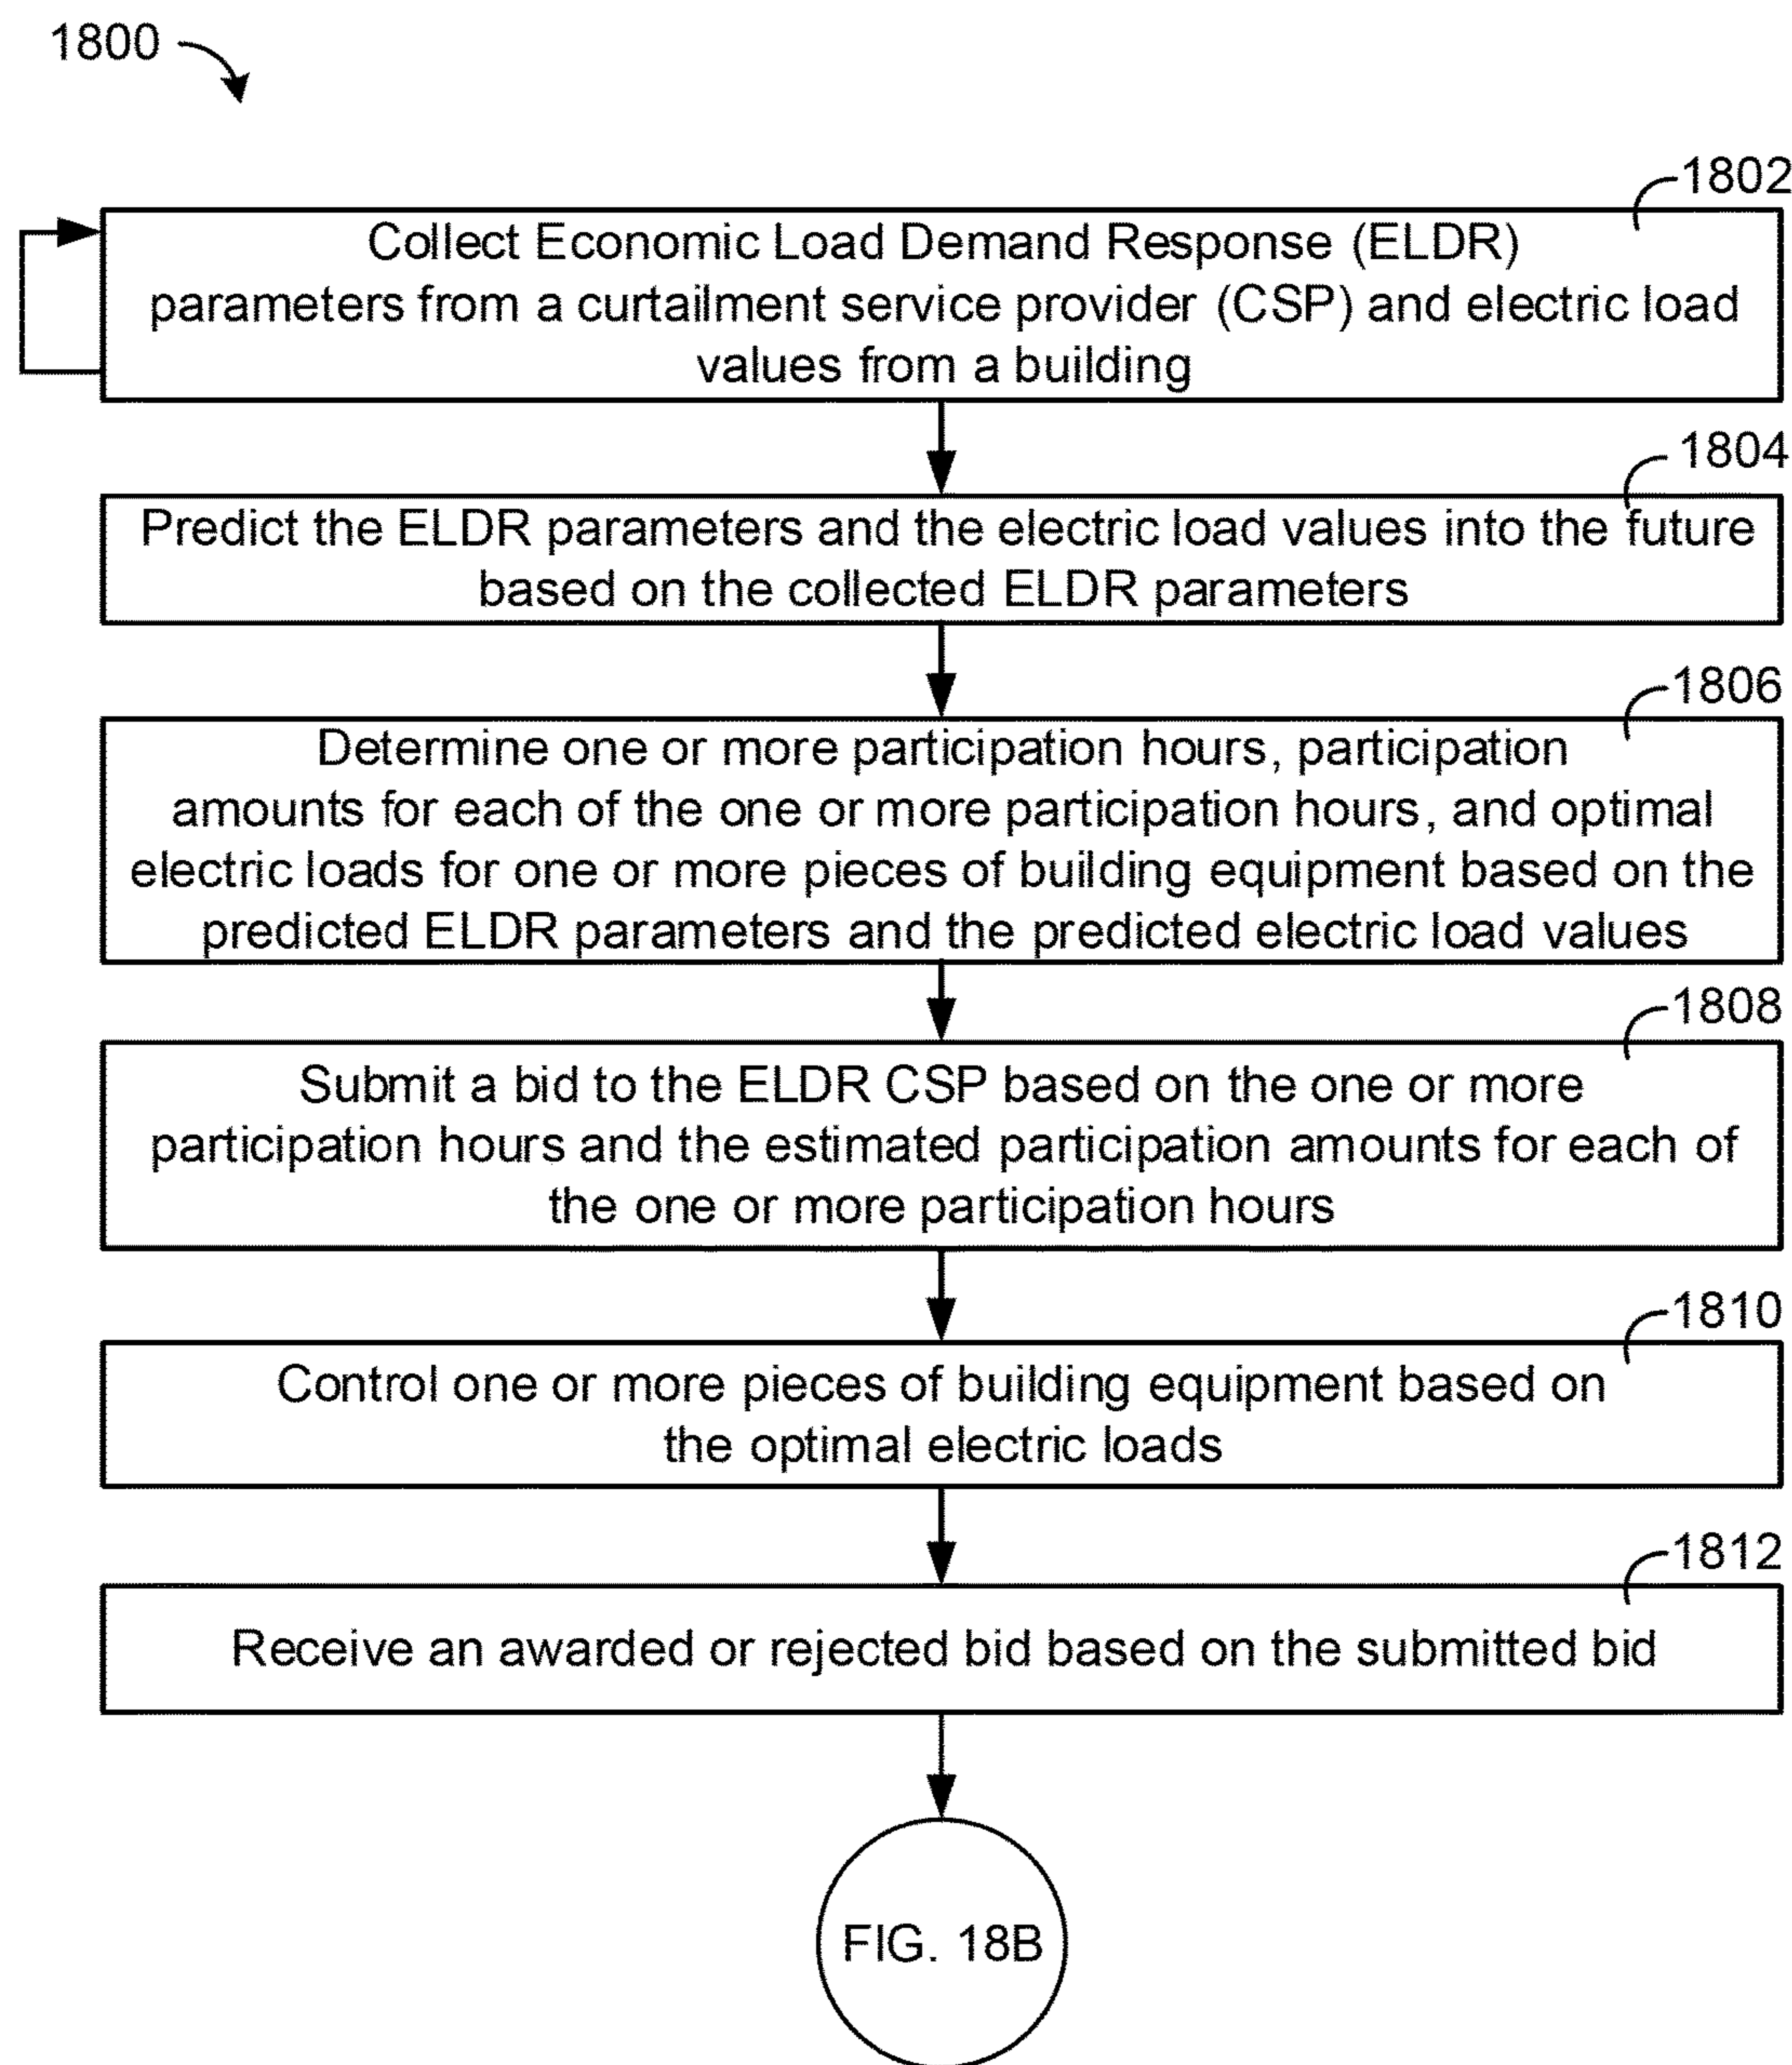 1800
1802
Collect Economic Load Demand Response (ELDR)
parameters from a curtailment service provider (CSP) and electric load
values from a building
1804
Predict the ELDR parameters and the electric load values into the future
based on the collected ELDR parameters
1806
Determine one or more participation hours, participation
amounts for each of the one or more participation hours, and optimal
electric loads for one or more pieces of building equipment based on the
predicted ELDR parameters and the predicted electric load values
1808
Submit a bid to the ELDR CSP based on the one or more
participation hours and the estimated participation amounts for each of
the one or more participation hours
1810
Control one or more pieces of building equipment based on
the optimal electric loads
1812
Receive an awarded or rejected bid based on the submitted bid
FIG. 18B